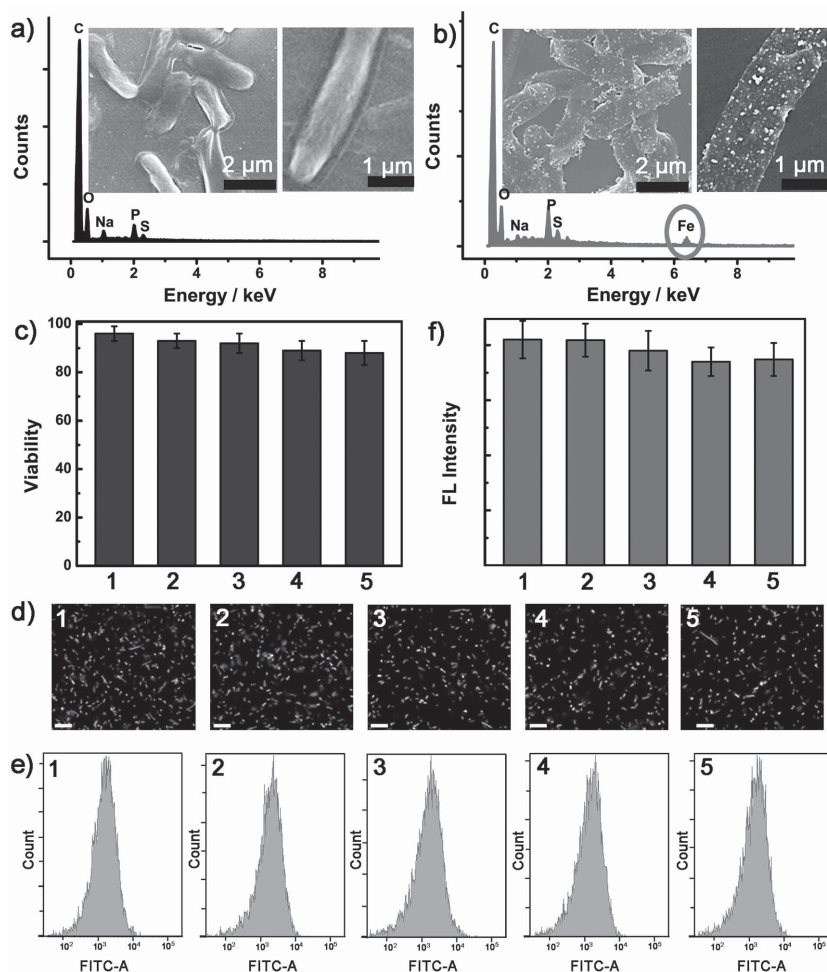 a)
C
O
Na
P
S
2 µm
1 µm
Counts
0 2 4 6 8
Energy / keV
b)
C
O
Na
P
S
Fe
2 µm
1 µm
Counts
0 2 4 6 8
Energy / keV
c)
100
80
60
40
20
0
Viability
1 2 3 4 5
f)
FL Intensity
1 2 3 4 5
d)
1 2 3 4 5
e)
1
Count
10² 10³ 10⁴ 10⁵
FITC-A
2
Count
10² 10³ 10⁴ 10⁵
FITC-A
3
Count
10² 10³ 10⁴ 10⁵
FITC-A
4
Count
10² 10³ 10⁴ 10⁵
FITC-A
5
Count
10² 10³ 10⁴ 10⁵
FITC-A